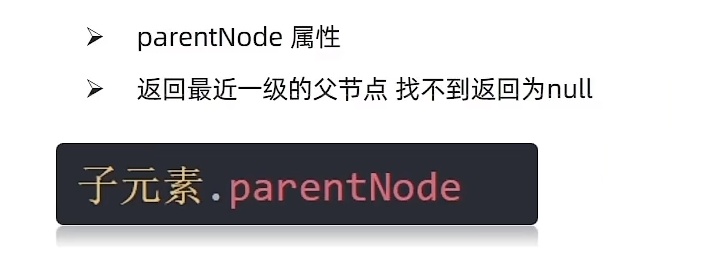 ➢ parentNode 属性
➢ 返回最近一级的父节点 找不到返回为null
子元素.parentNode